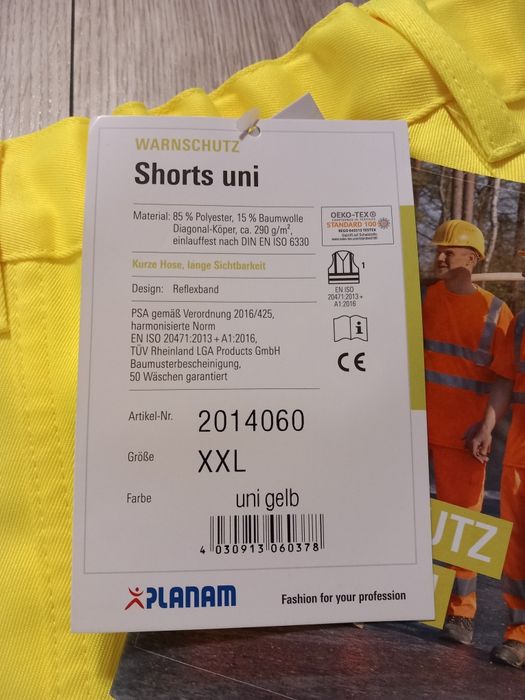 WARNSCHUTZ
Shorts uni
Material: 85 % Polyester, 15 % Baumwolle
Diagonal-Köper, ca. 290 g/m²,
einlauffest nach DIN EN ISO 6330
OEKO-TEX
STANDARD 100
Kurze Hose, lange Sichtbarkeit
Design: Reflexband
1
EN ISO
20471:2013 +
A1:2016
PSA gemäß Verordnung 2016/425,
harmonisierte Norm
EN ISO 20471:2013 + A1:2016,
TÜV Rheinland LGA Products GmbH
Baumusterbescheinigung,
50 Wäschen garantiert
i
CE
Artikel-Nr. 2014060
Größe XXL
Farbe uni gelb
4 030913 060378
PLANAM
Fashion for your profession
UTZ